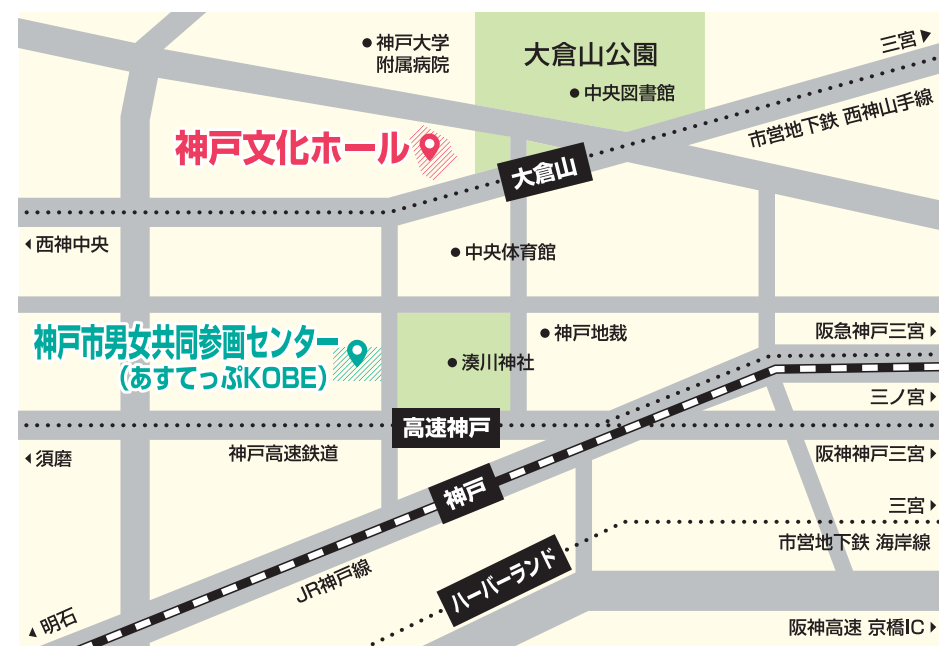 三宮▶
●神戸大学
附属病院
大倉山公園
●中央図書館
市営地下鉄 西神山手線
神戸文化ホール
大倉山
◀西神中央
●中央体育館
神戸市男女共同参画センター
（あすてっぷKOBE）
●神戸地裁
阪急神戸三宮▶
●湊川神社
三ノ宮▶
高速神戸
神戸高速鉄道
◀須磨
阪神神戸三宮▶
神戸
三宮▶
市営地下鉄 海岸線
JR神戸線
ハーバーランド
◀明石
阪神高速 京橋IC▶